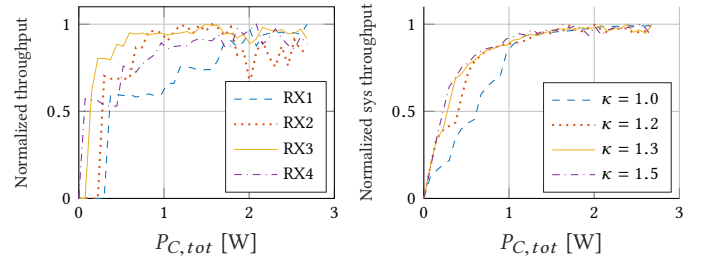 Normalized throughput
1
0.5
0
0
1
2
3
P_{C,tot} [W]
RX1
RX2
RX3
RX4
Normalized sys throughput
1
0.5
0
0
1
2
3
P_{C,tot} [W]
κ = 1.0
κ = 1.2
κ = 1.3
κ = 1.5